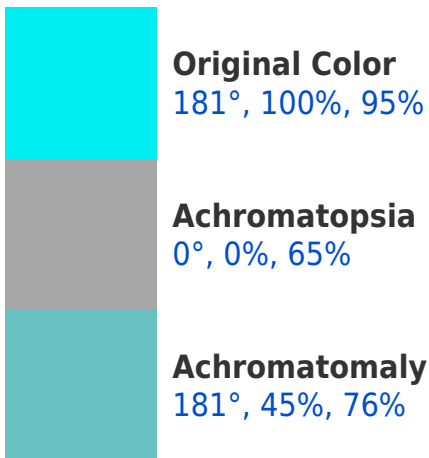 Original Color
181°, 100%, 95%
Achromatopsia
0°, 0%, 65%
Achromatomaly
181°, 45%, 76%